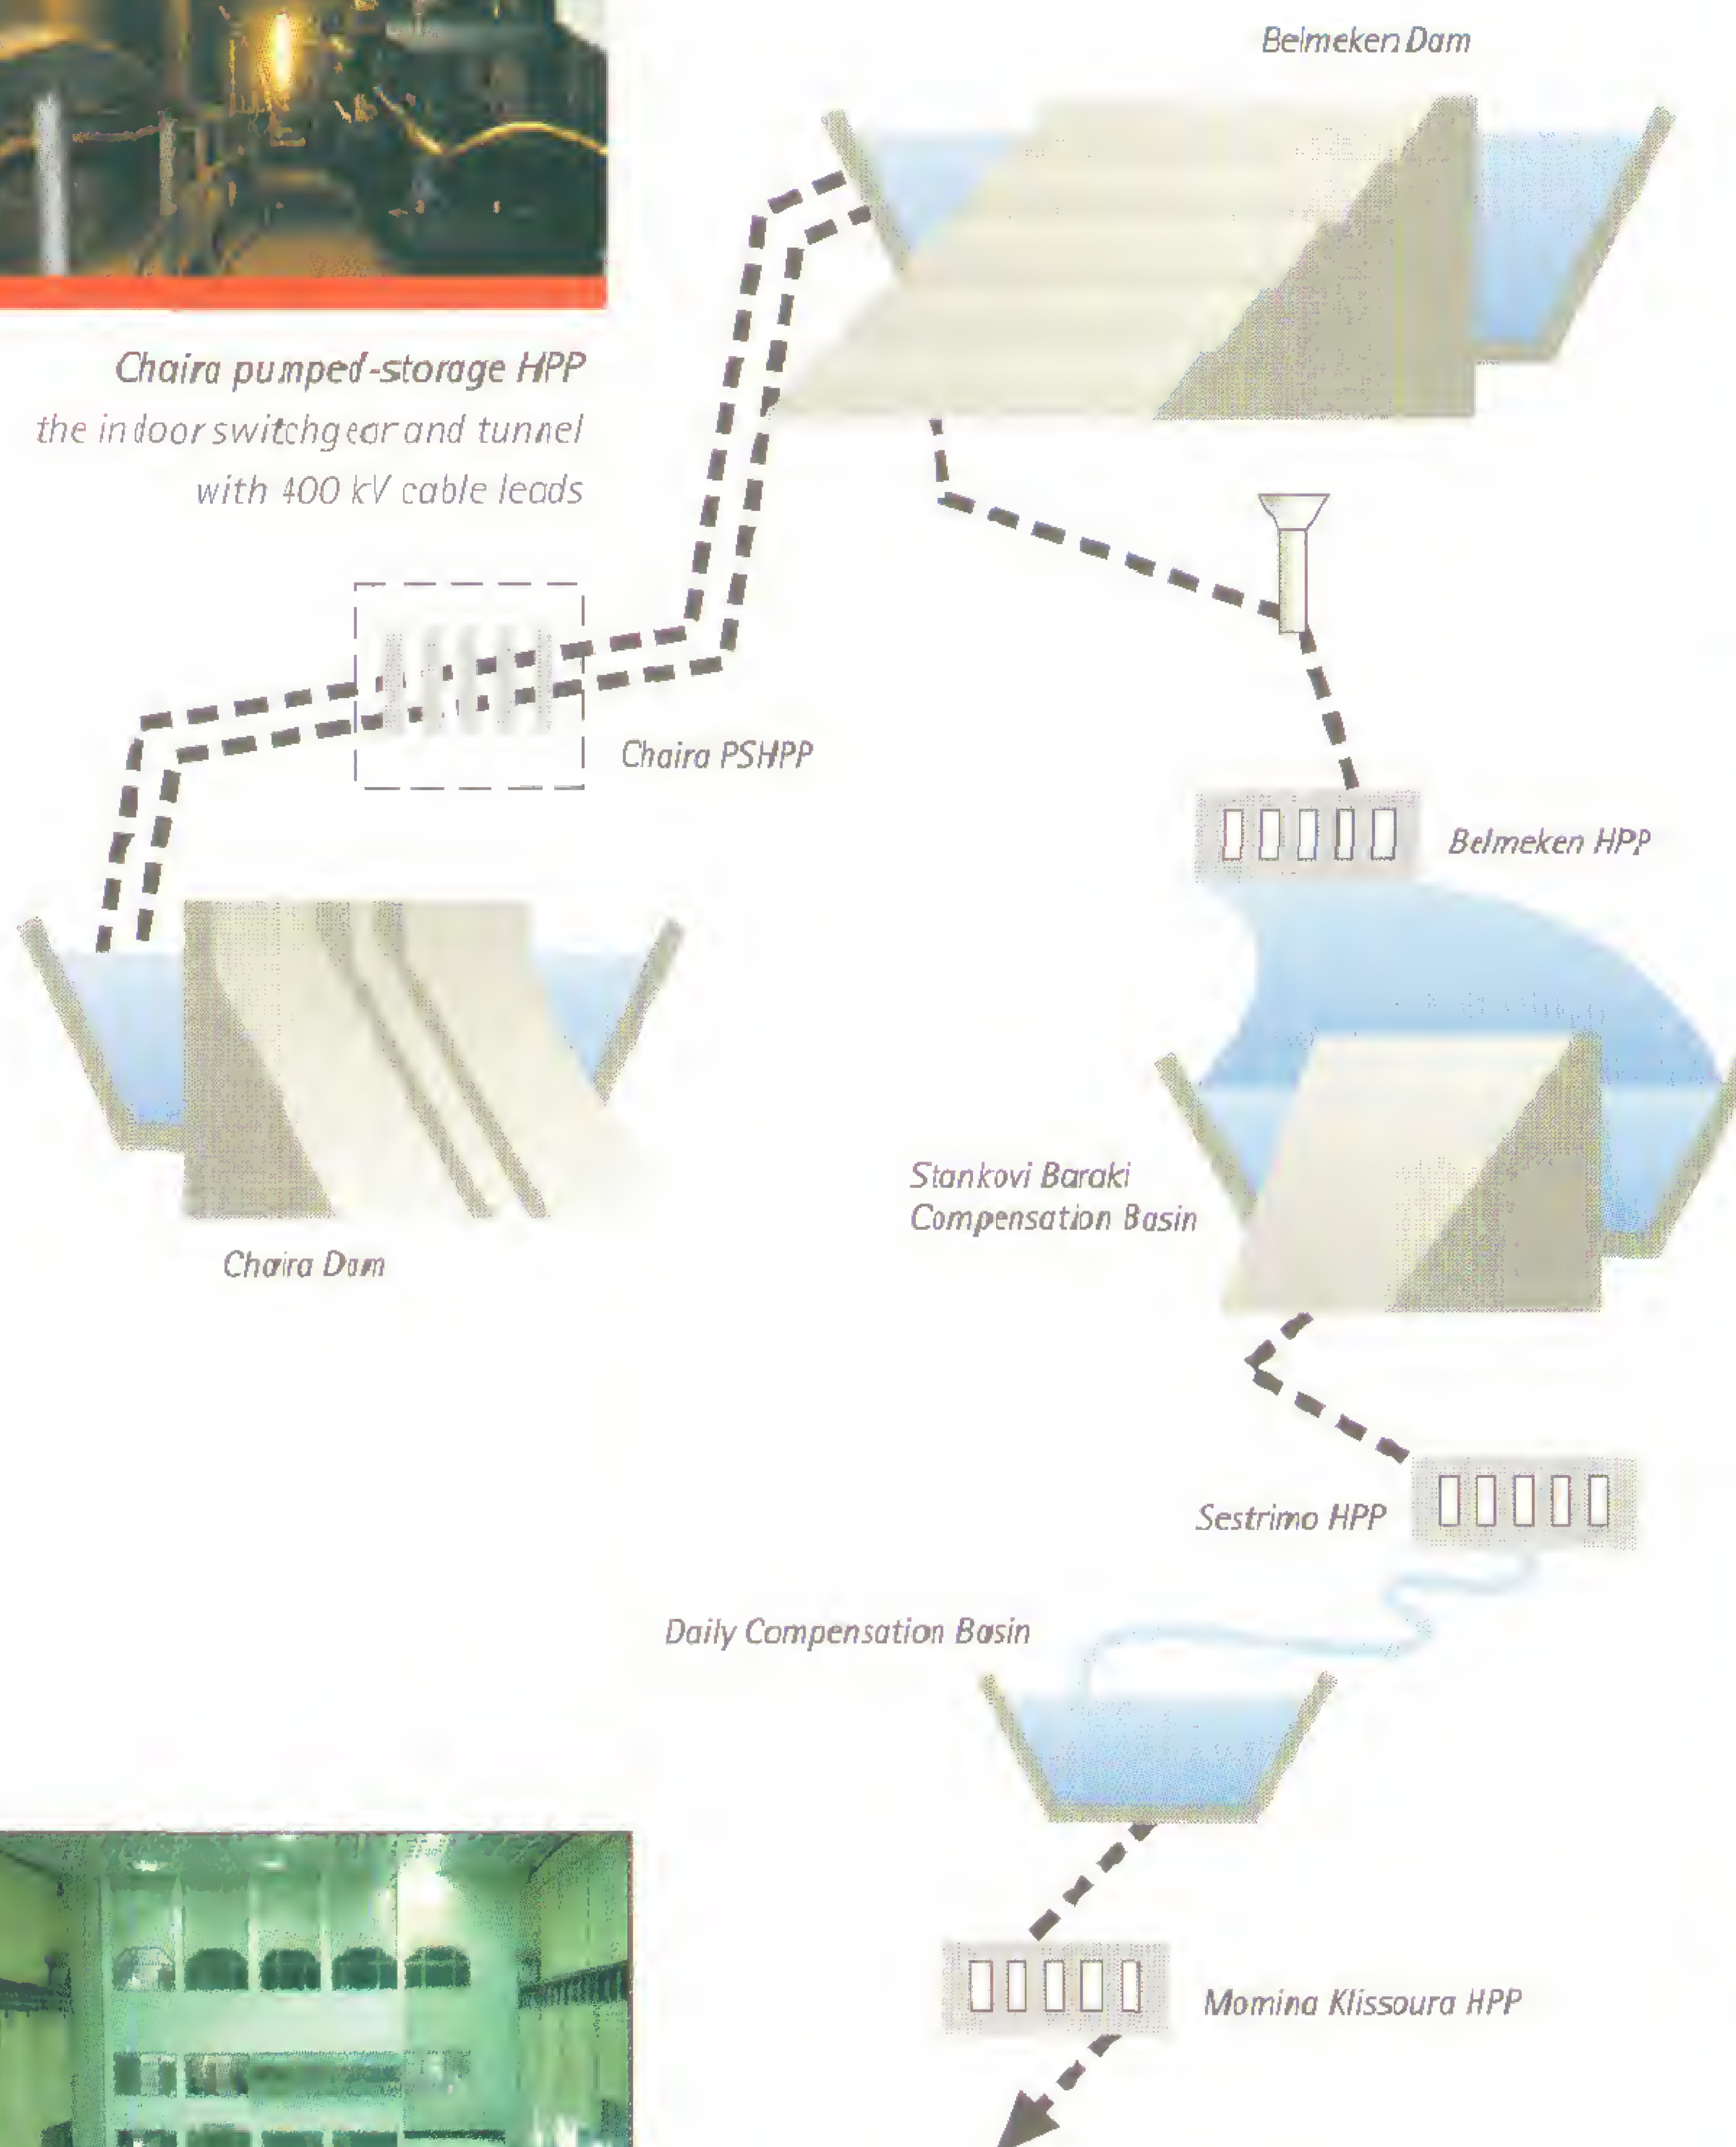 Belmeken Dam
Chaira pumped-storage HPP
the indoor switchgear and tunnel
with 400 kV cable leads
Chaira PSHPP
Belmeken HPP
Stankovi Baraki
Compensation Basin
Chaira Dam
Sestrimo HPP
Daily Compensation Basin
Momina Klissoura HPP